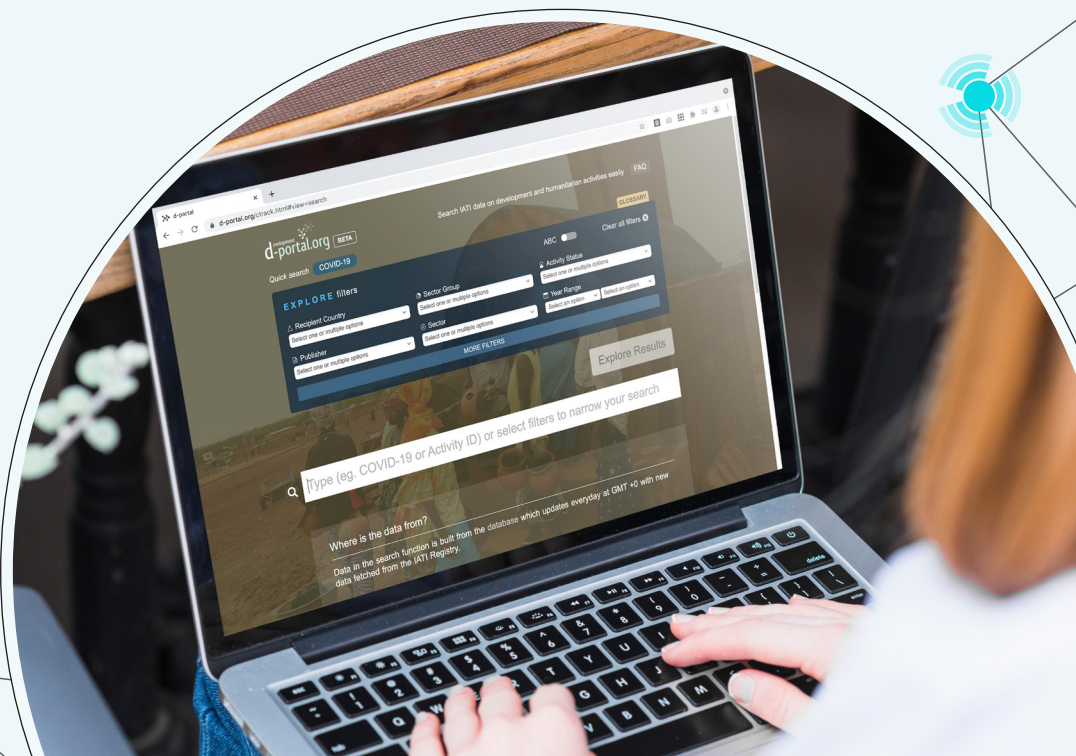 d-portal
d-portal.org/ctrack.html#view=search
Search IATI data on development and humanitarian activities easily
FAQ
d-portal.org BETA
GLOSSARY
Quick search COVID-19
EXPLORE filters
ABC
Clear all filters
Recipient Country
Select one or multiple options
Sector Group
Select one or multiple options
Activity Status
Select one or multiple options
Publisher
Select one or multiple options
Sector
Select one or multiple options
Year Range
Select an option
Select an option
MORE FILTERS
Explore Results
Type (eg. COVID-19 or Activity ID) or select filters to narrow your search
Where is the data from?
Data in the search function is built from the database which updates everyday at GMT +0 with new
data fetched from the IATI Registry.
esc
delete
enter